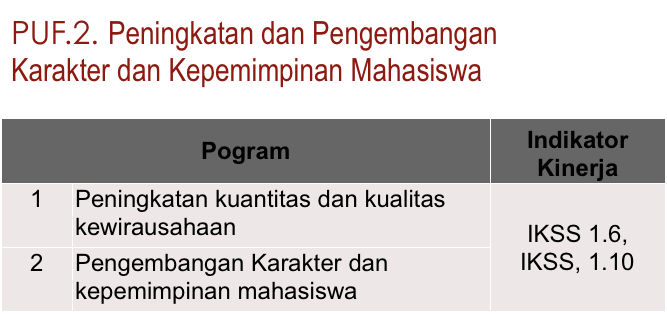 PUF.2. Peningkatan dan Pengembangan
Karakter dan Kepemimpinan Mahasiswa
Pogram
Indikator
Kinerja
1 Peningkatan kuantitas dan kualitas
kewirausahaan
2 Pengembangan Karakter dan
kepemimpinan mahasiswa
IKSS 1.6,
IKSS, 1.10